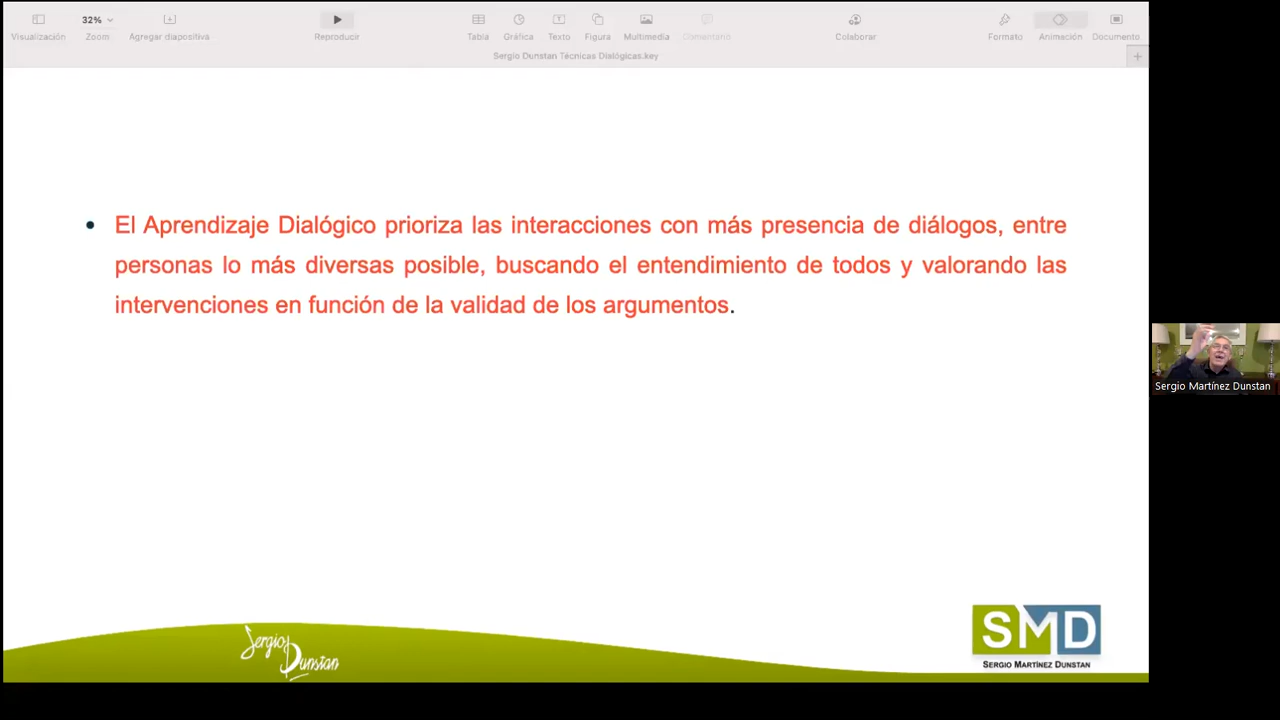 32%
Visualización Zoom Agregar diapositiva Reproducir Tabla Gráfica Texto Figura Multimedia Comentario Colaborar Formato Animación Documento
Sergio Dunstan Técnicas Dialógicas.key
• El Aprendizaje Dialógico prioriza las interacciones con más presencia de diálogos, entre
personas lo más diversas posible, buscando el entendimiento de todos y valorando las
intervenciones en función de la validad de los argumentos.
Sergio Martínez Dunstan
Sergio
Dunstan
SMD
SERGIO MARTÍNEZ DUNSTAN